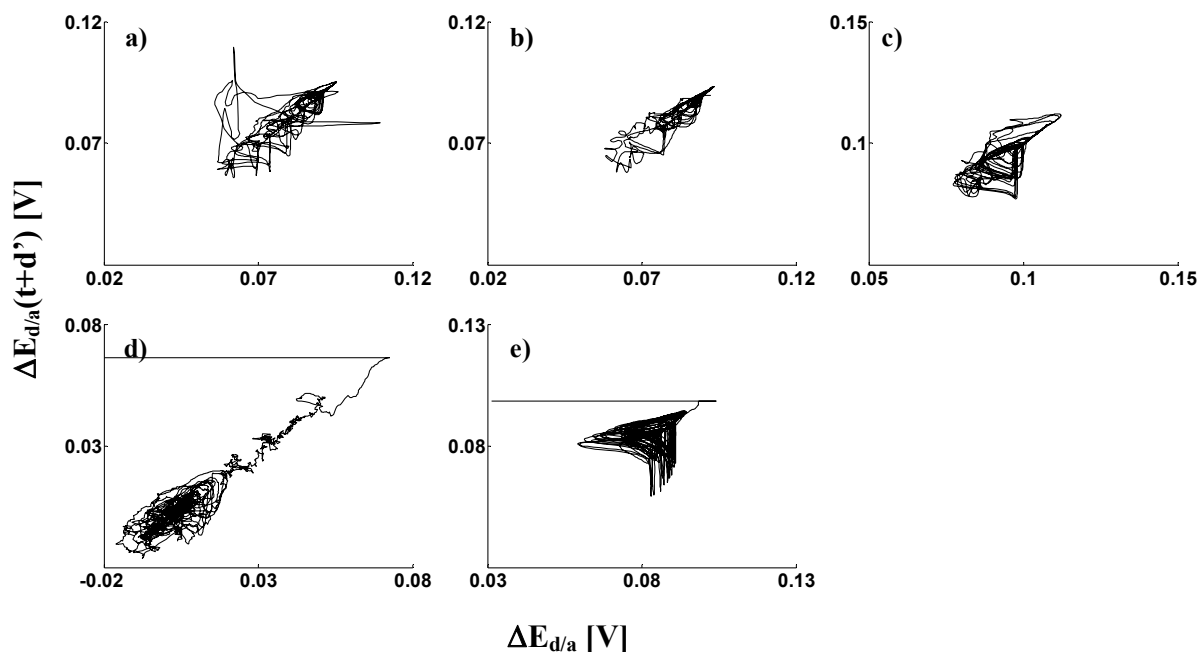 ΔE_d/a(t+d') [V]
0.12
a)
0.07
0.02 0.07 0.12
0.12
b)
0.07
0.02 0.07 0.12
0.15
c)
0.1
0.05 0.1 0.15
0.08
d)
0.03
-0.02 0.03 0.08
0.13
e)
0.08
0.03 0.08 0.13
ΔE_d/a [V]